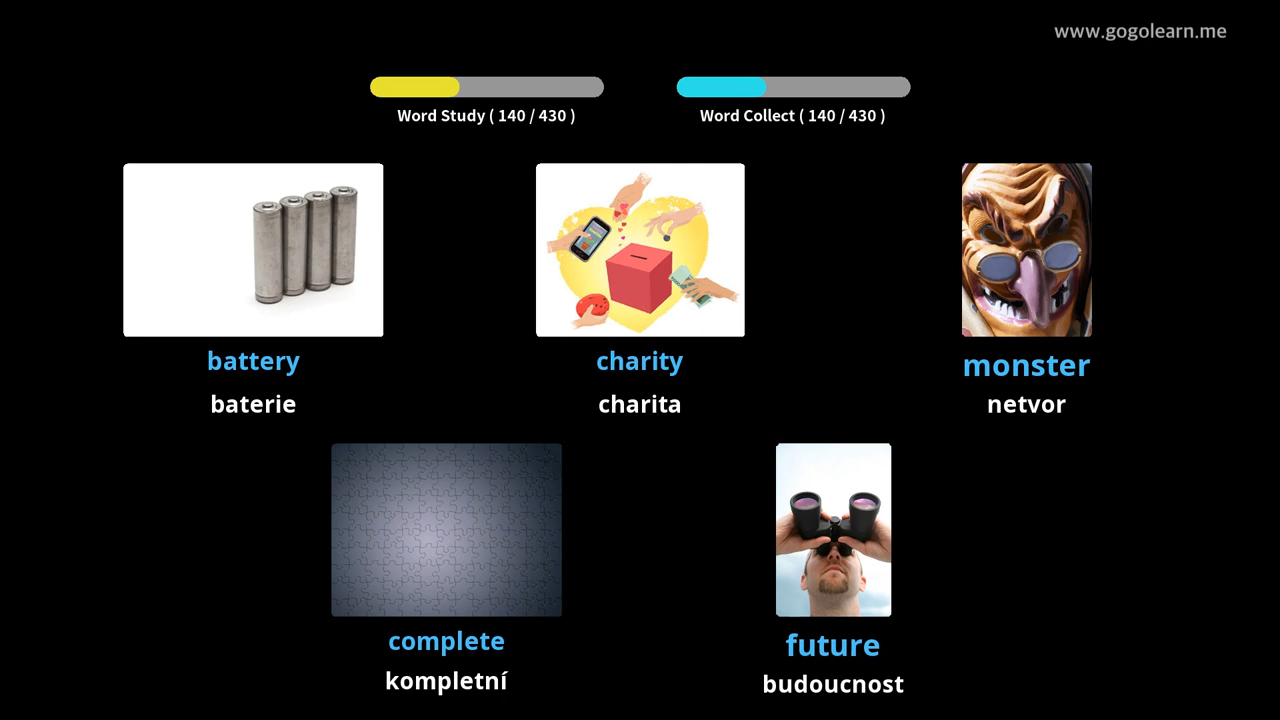 www.gogolearn.me
Word Study ( 140 / 430 )
Word Collect ( 140 / 430 )
battery
charity
monster
baterie
charita
netvor
complete
future
kompletní
budoucnost